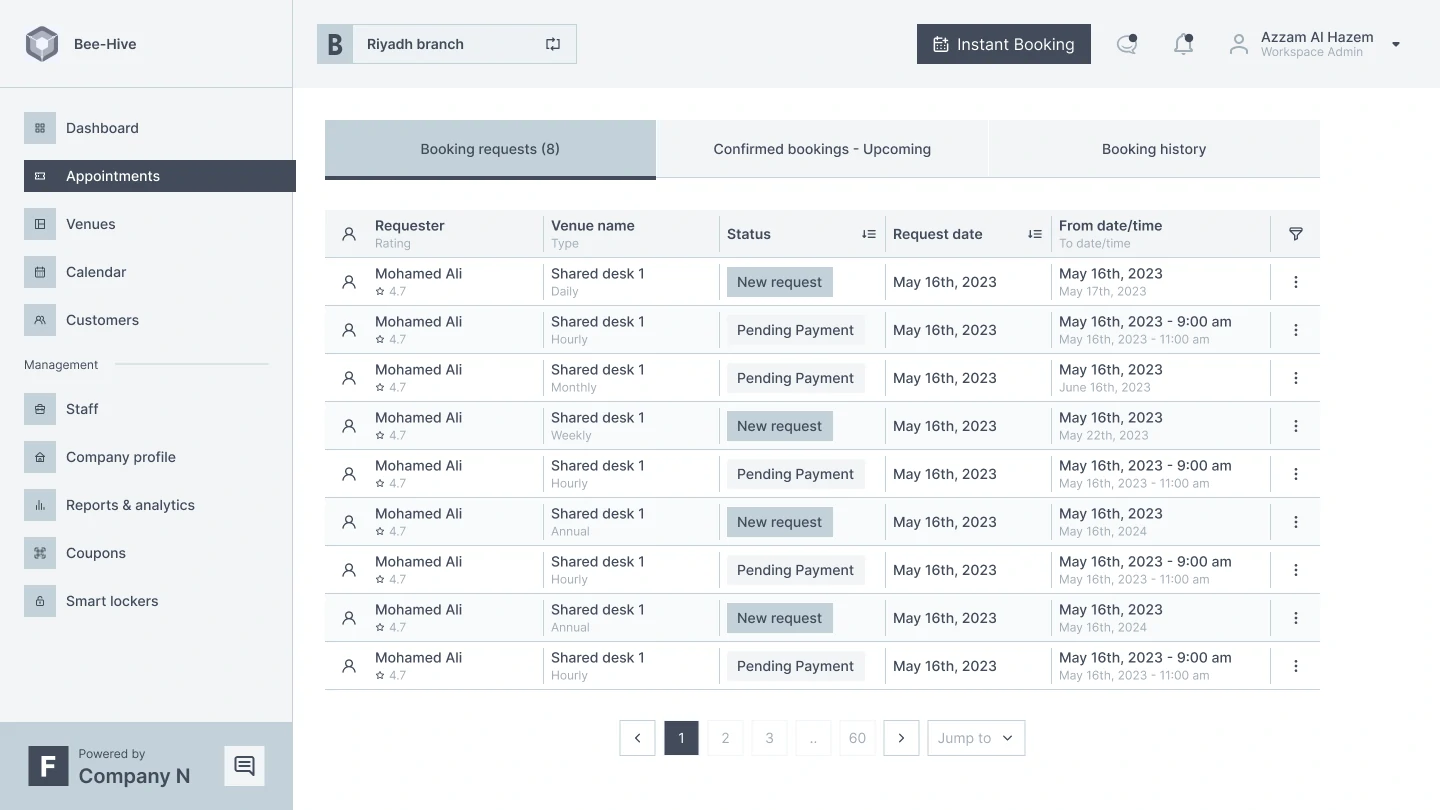 Bee-Hive
B
Riyadh branch
Instant Booking
Azzam Al Hazem
Workspace Admin
Dashboard
Appointments
Venues
Calendar
Customers
Management
Staff
Company profile
Reports & analytics
Coupons
Smart lockers
F
Powered by
Company N
Booking requests (8)
Confirmed bookings - Upcoming
Booking history
Requester
Rating
Venue name
Type
Status
Request date
From date/time
To date/time
Mohamed Ali
4.7
Shared desk 1
Daily
New request
May 16th, 2023
May 16th, 2023
May 17th, 2023
Mohamed Ali
4.7
Shared desk 1
Hourly
Pending Payment
May 16th, 2023
May 16th, 2023 - 9:00 am
May 16th, 2023 - 11:00 am
Mohamed Ali
4.7
Shared desk 1
Monthly
Pending Payment
May 16th, 2023
May 16th, 2023
June 16th, 2023
Mohamed Ali
4.7
Shared desk 1
Weekly
New request
May 16th, 2023
May 16th, 2023
May 22th, 2023
Mohamed Ali
4.7
Shared desk 1
Hourly
Pending Payment
May 16th, 2023
May 16th, 2023 - 9:00 am
May 16th, 2023 - 11:00 am
Mohamed Ali
4.7
Shared desk 1
Annual
New request
May 16th, 2023
May 16th, 2023
May 16th, 2024
Mohamed Ali
4.7
Shared desk 1
Hourly
Pending Payment
May 16th, 2023
May 16th, 2023 - 9:00 am
May 16th, 2023 - 11:00 am
Mohamed Ali
4.7
Shared desk 1
Annual
New request
May 16th, 2023
May 16th, 2023
May 16th, 2024
Mohamed Ali
4.7
Shared desk 1
Hourly
Pending Payment
May 16th, 2023
May 16th, 2023 - 9:00 am
May 16th, 2023 - 11:00 am
1
2
3
..
60
Jump to